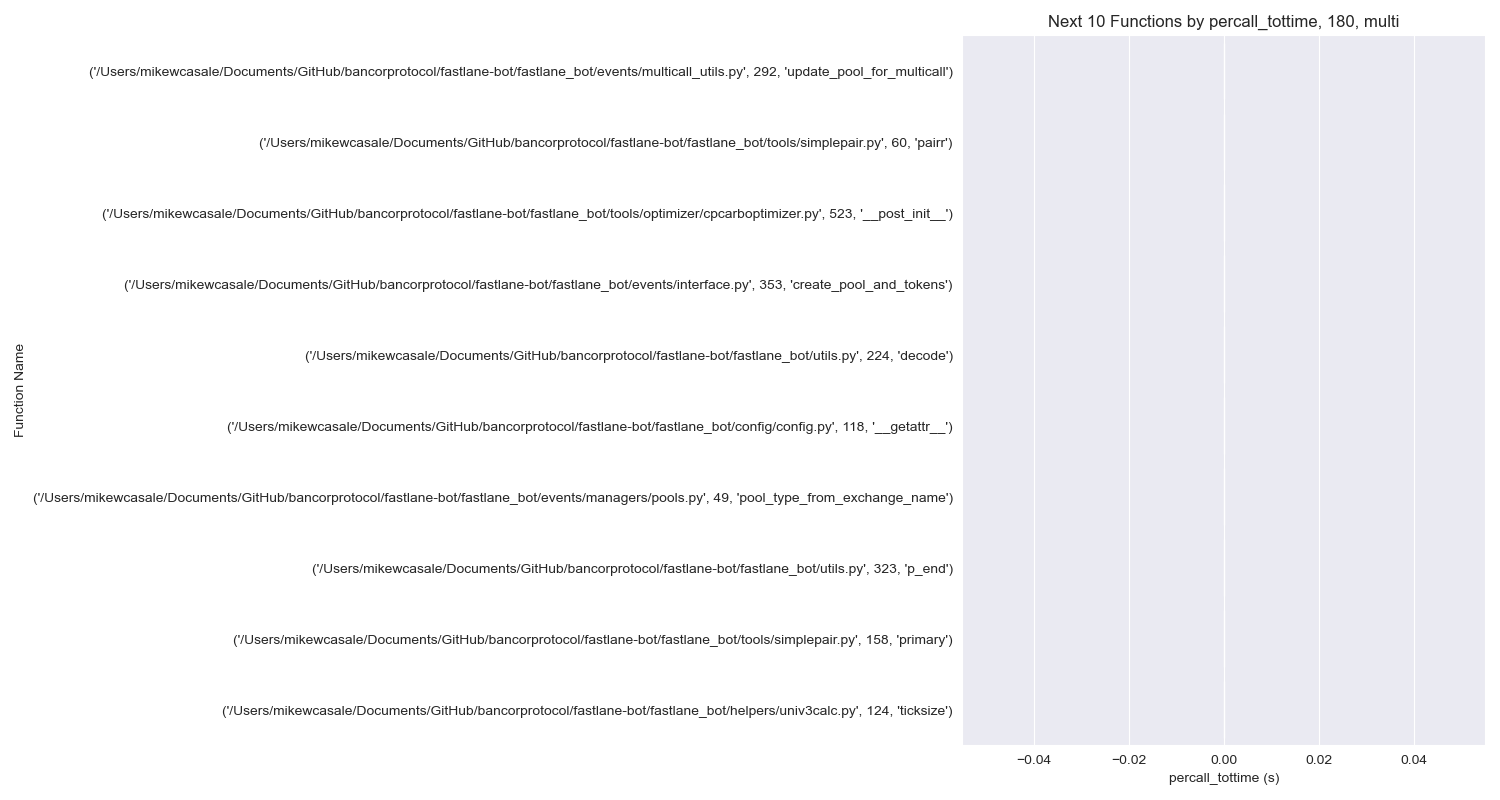 Next 10 Functions by percall_tottime, 180, multi
('/Users/mikewcasale/Documents/GitHub/bancorprotocol/fastlane-bot/fastlane_bot/events/multicall_utils.py', 292, 'update_pool_for_multicall')
('/Users/mikewcasale/Documents/GitHub/bancorprotocol/fastlane-bot/fastlane_bot/tools/simplepair.py', 60, 'pairr')
('/Users/mikewcasale/Documents/GitHub/bancorprotocol/fastlane-bot/fastlane_bot/tools/optimizer/cpcarboptimizer.py', 523, '__post_init__')
('/Users/mikewcasale/Documents/GitHub/bancorprotocol/fastlane-bot/fastlane_bot/events/interface.py', 353, 'create_pool_and_tokens')
('/Users/mikewcasale/Documents/GitHub/bancorprotocol/fastlane-bot/fastlane_bot/utils.py', 224, 'decode')
('/Users/mikewcasale/Documents/GitHub/bancorprotocol/fastlane-bot/fastlane_bot/config/config.py', 118, '__getattr__')
('/Users/mikewcasale/Documents/GitHub/bancorprotocol/fastlane-bot/fastlane_bot/events/managers/pools.py', 49, 'pool_type_from_exchange_name')
('/Users/mikewcasale/Documents/GitHub/bancorprotocol/fastlane-bot/fastlane_bot/utils.py', 323, 'p_end')
('/Users/mikewcasale/Documents/GitHub/bancorprotocol/fastlane-bot/fastlane_bot/tools/simplepair.py', 158, 'primary')
('/Users/mikewcasale/Documents/GitHub/bancorprotocol/fastlane-bot/fastlane_bot/helpers/univ3calc.py', 124, 'ticksize')
Function Name
−0.04 −0.02 0.00 0.02 0.04
percall_tottime (s)